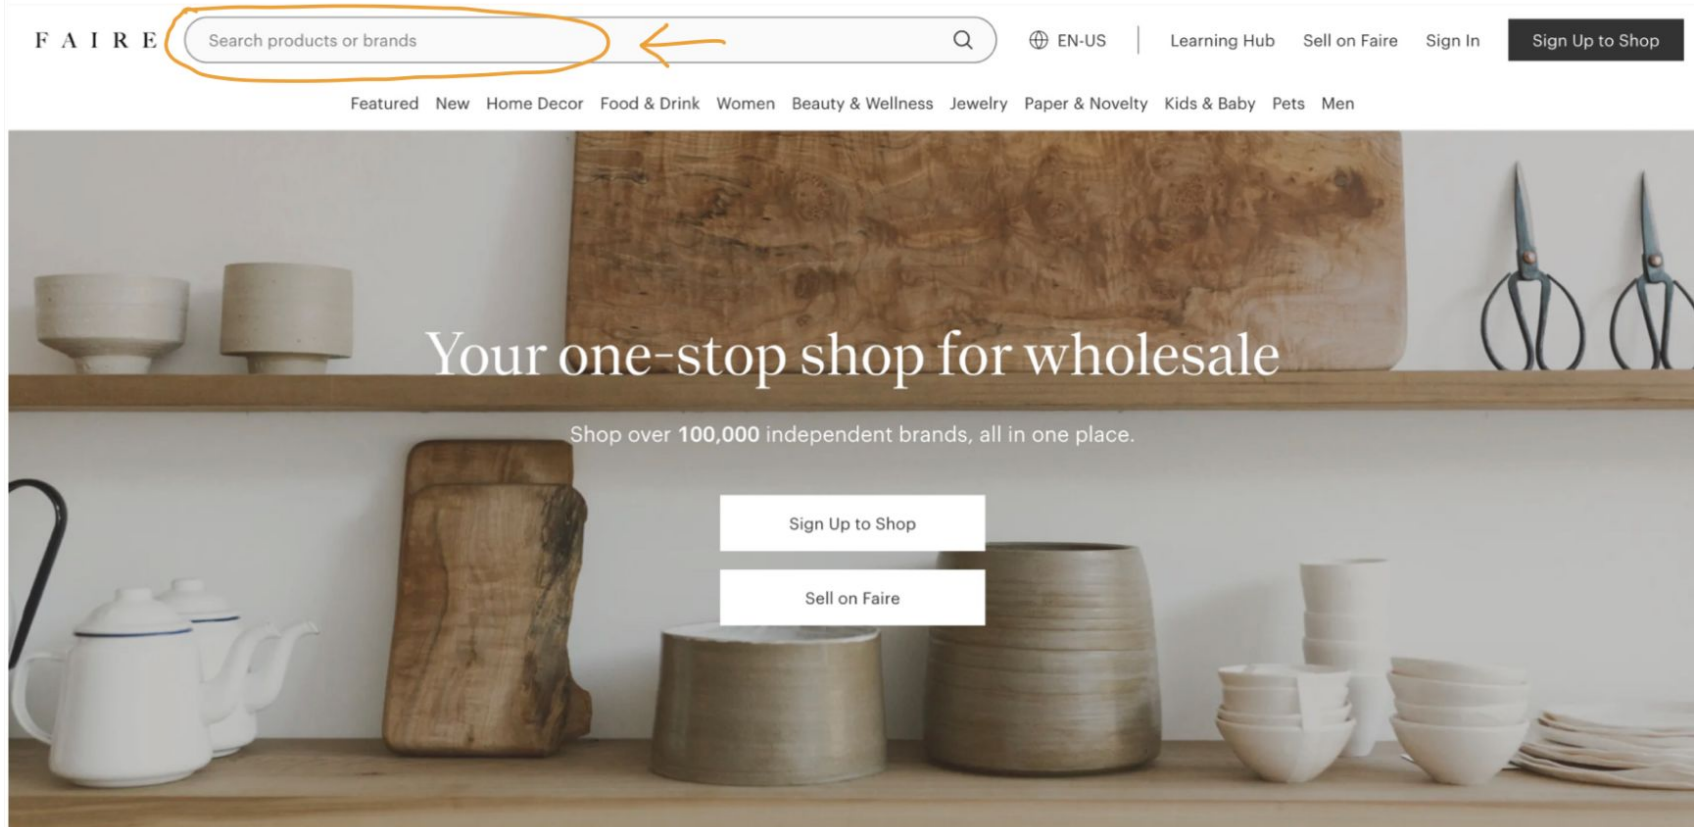 FAIRE Search products or brands EN-US Learning Hub Sell on Faire Sign In Sign Up to Shop
Featured New Home Decor Food & Drink Women Beauty & Wellness Jewelry Paper & Novelty Kids & Baby Pets Men
Your one-stop shop for wholesale
Shop over 100,000 independent brands, all in one place.
Sign Up to Shop
Sell on Faire